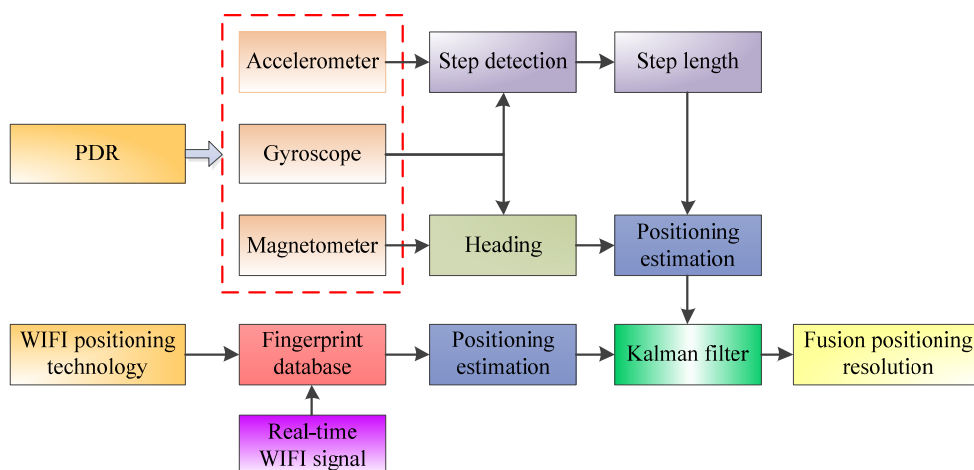 Accelerometer
Step detection
Step length
PDR
Gyroscope
Magnetometer
Heading
Positioning
estimation
WIFI positioning
technology
Fingerprint
database
Positioning
estimation
Kalman filter
Fusion positioning
resolution
Real-time
WIFI signal